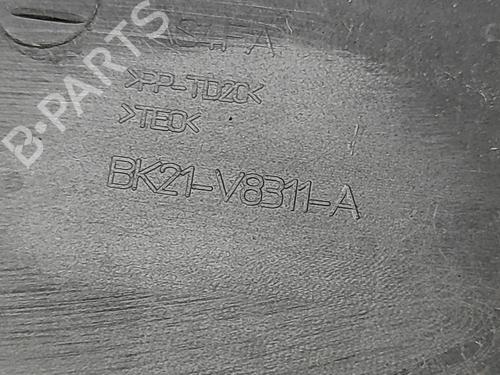 B-PARTS
>PP-TD20<
>TEO<
BK21-V8311-A